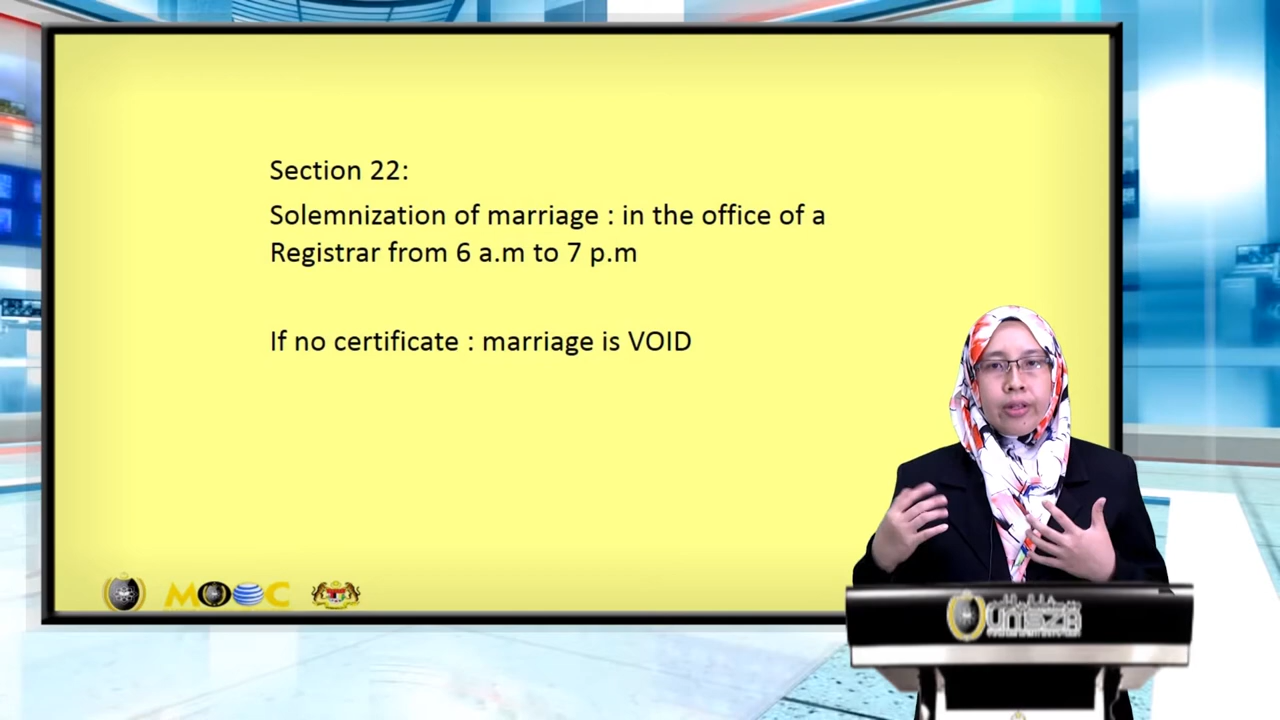 Section 22:
Solemnization of marriage : in the office of a
Registrar from 6 a.m to 7 p.m
If no certificate : marriage is VOID
MOOC
UniSZA